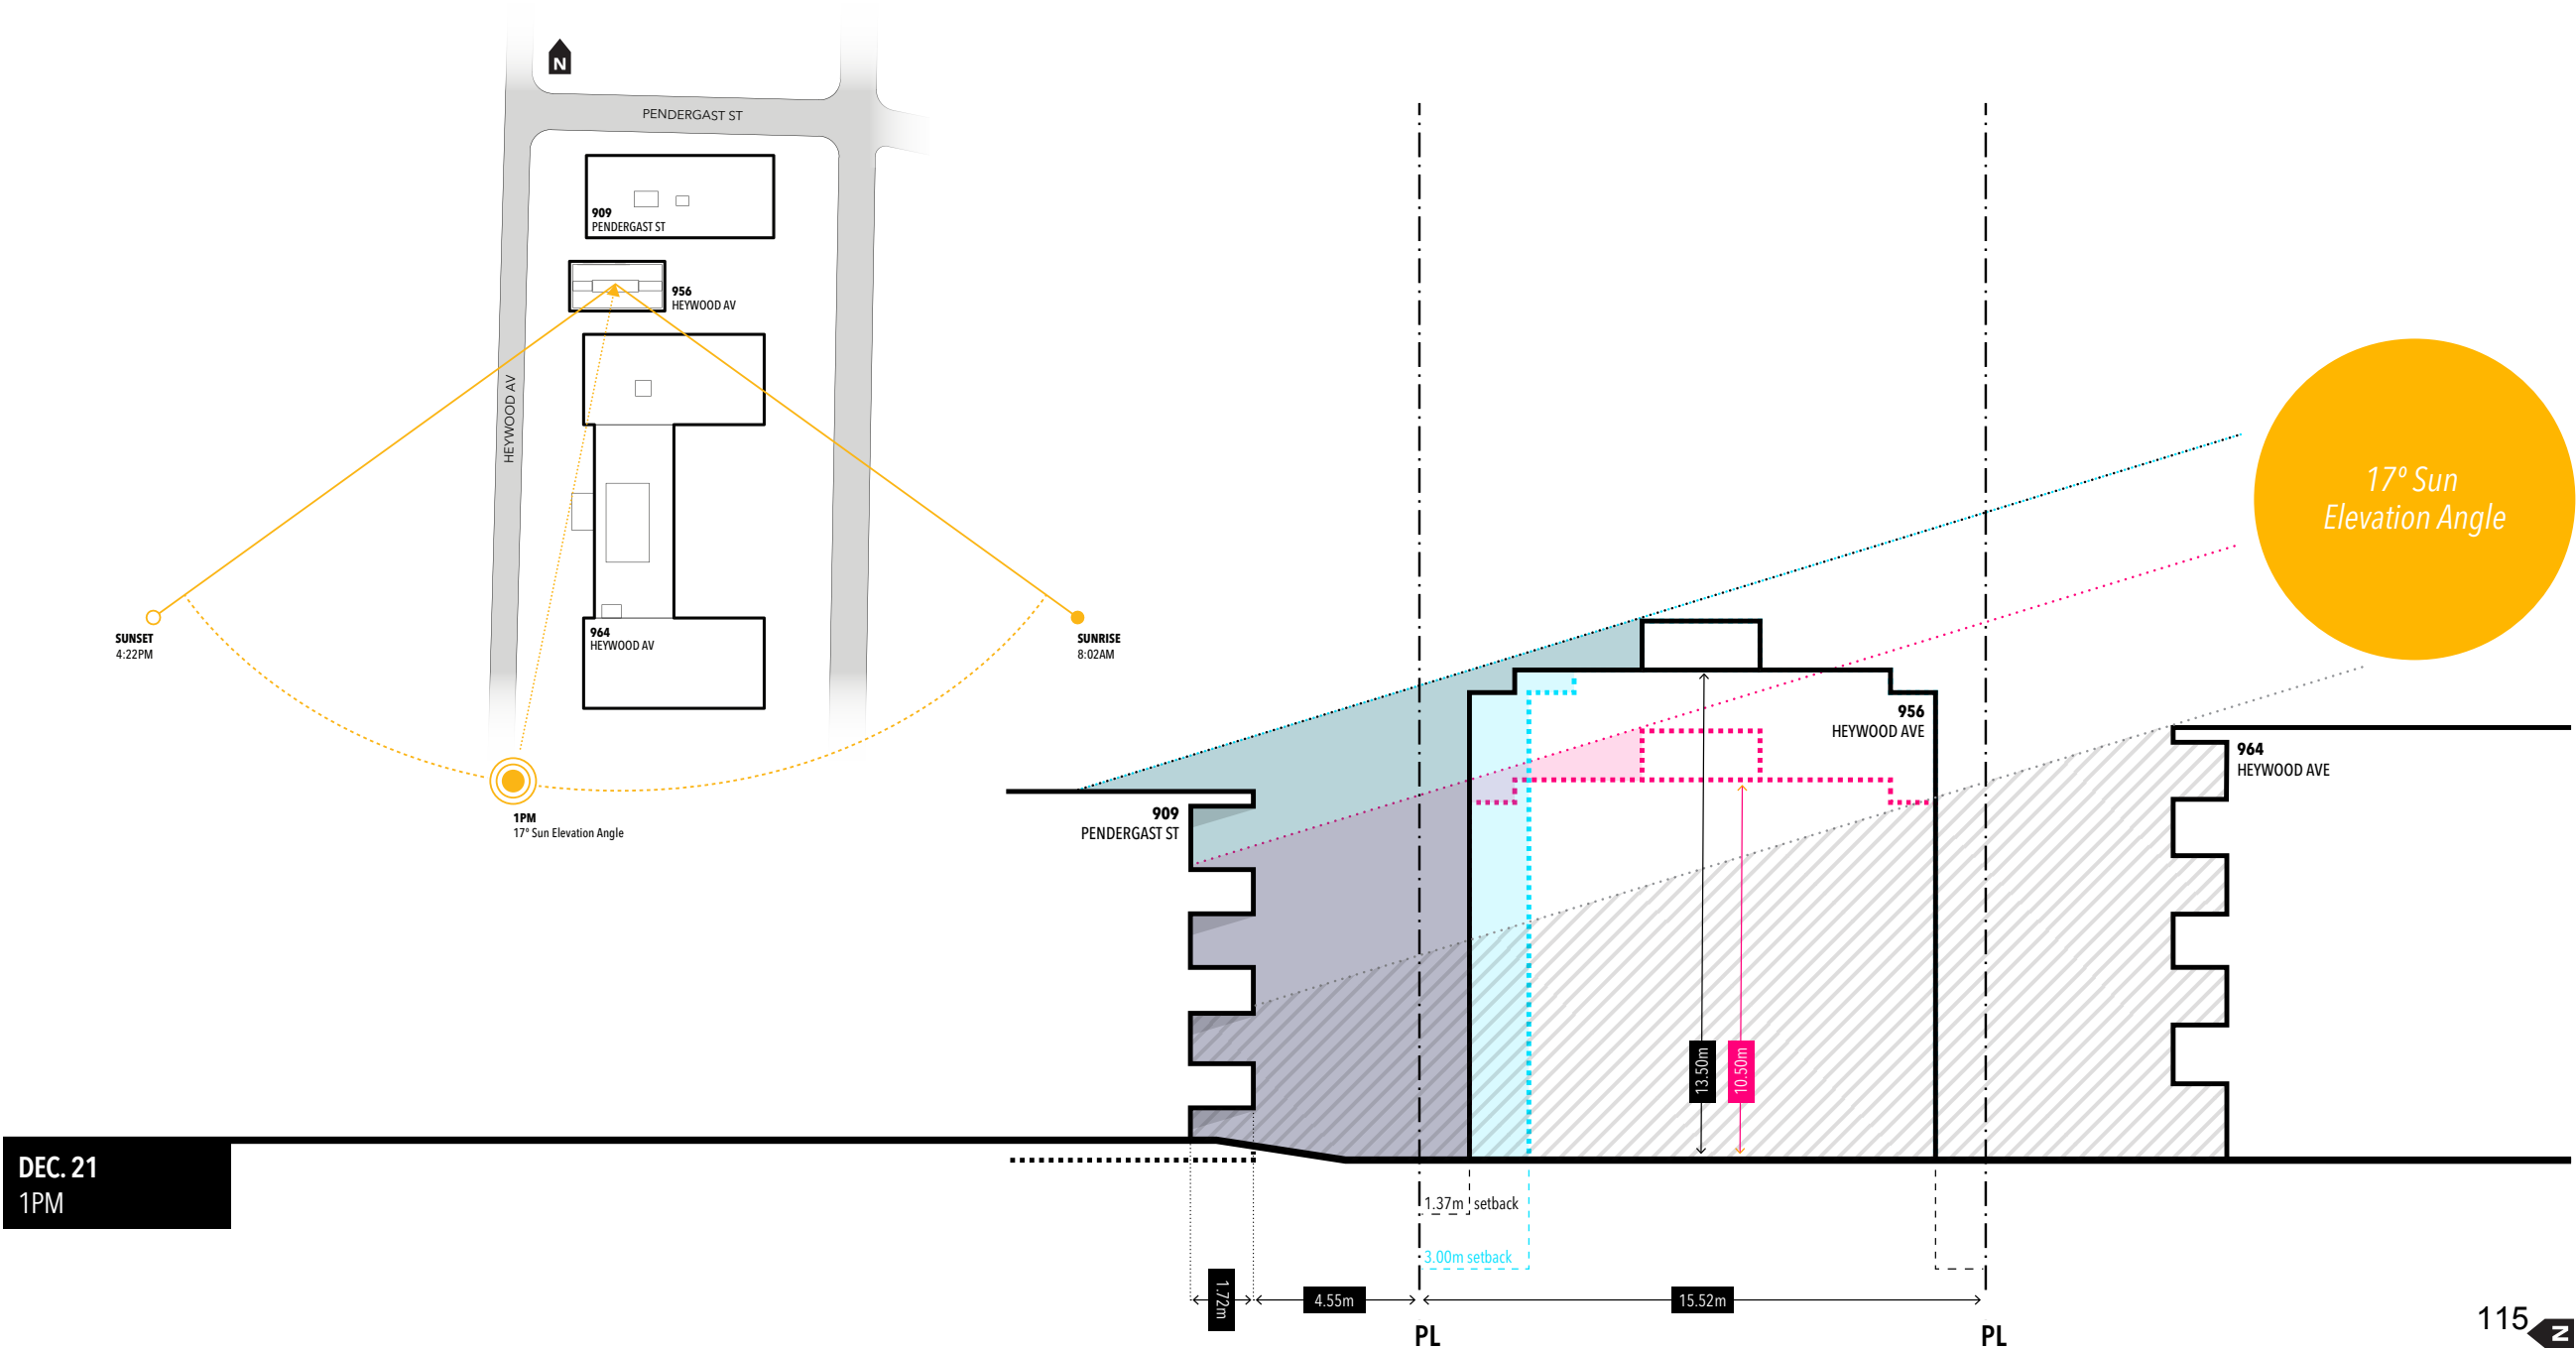 N
PENDERGAST ST
909
PENDERGAST ST
956
HEYWOOD AV
HEYWOOD AV
964
HEYWOOD AV
SUNSET
4:22PM
SUNRISE
8:02AM
1PM
17º Sun Elevation Angle
17º Sun
Elevation Angle
956
HEYWOOD AVE
964
HEYWOOD AVE
909
PENDERGAST ST
13.50m
10.50m
DEC. 21
1PM
1.37m setback
3.00m setback
1.72m
4.55m
15.52m
PL
PL
115
N